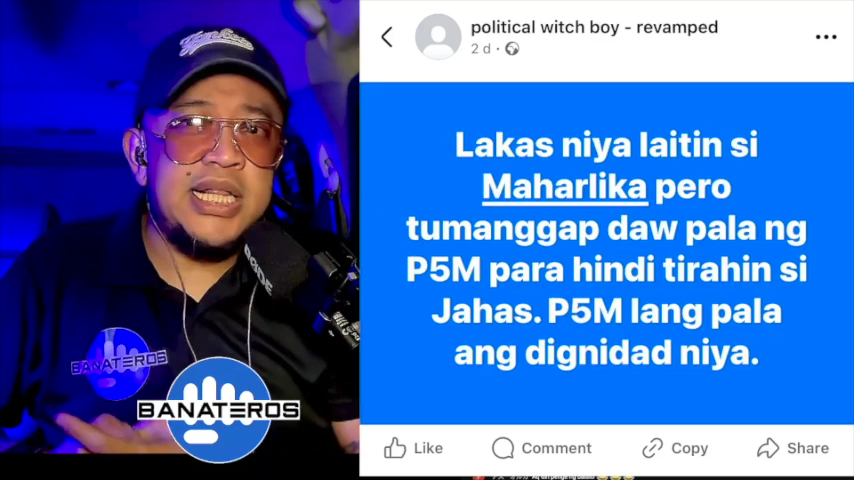 political witch boy - revamped
2 d
Lakas niya laitin si
Maharlika pero
tumanggap daw pala ng
P5M para hindi tirahin si
Jahas. P5M lang pala
ang dignidad niya.
Like
Comment
Copy
Share
BANATEROS
BANATEROS
RODE